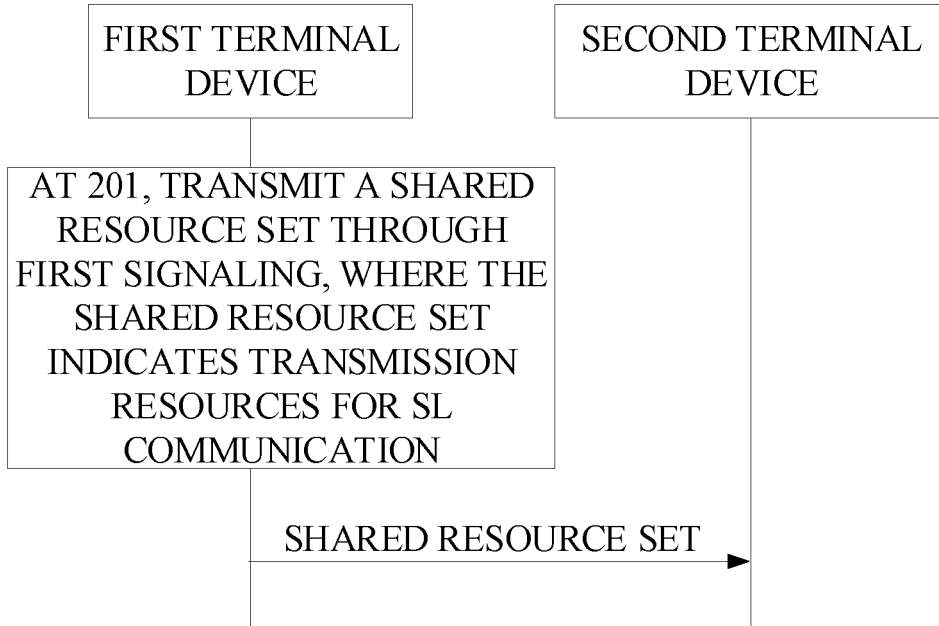 FIRST TERMINAL
DEVICE
SECOND TERMINAL
DEVICE
AT 201, TRANSMIT A SHARED
RESOURCE SET THROUGH
FIRST SIGNALING, WHERE THE
SHARED RESOURCE SET
INDICATES TRANSMISSION
RESOURCES FOR SL
COMMUNICATION
SHARED RESOURCE SET